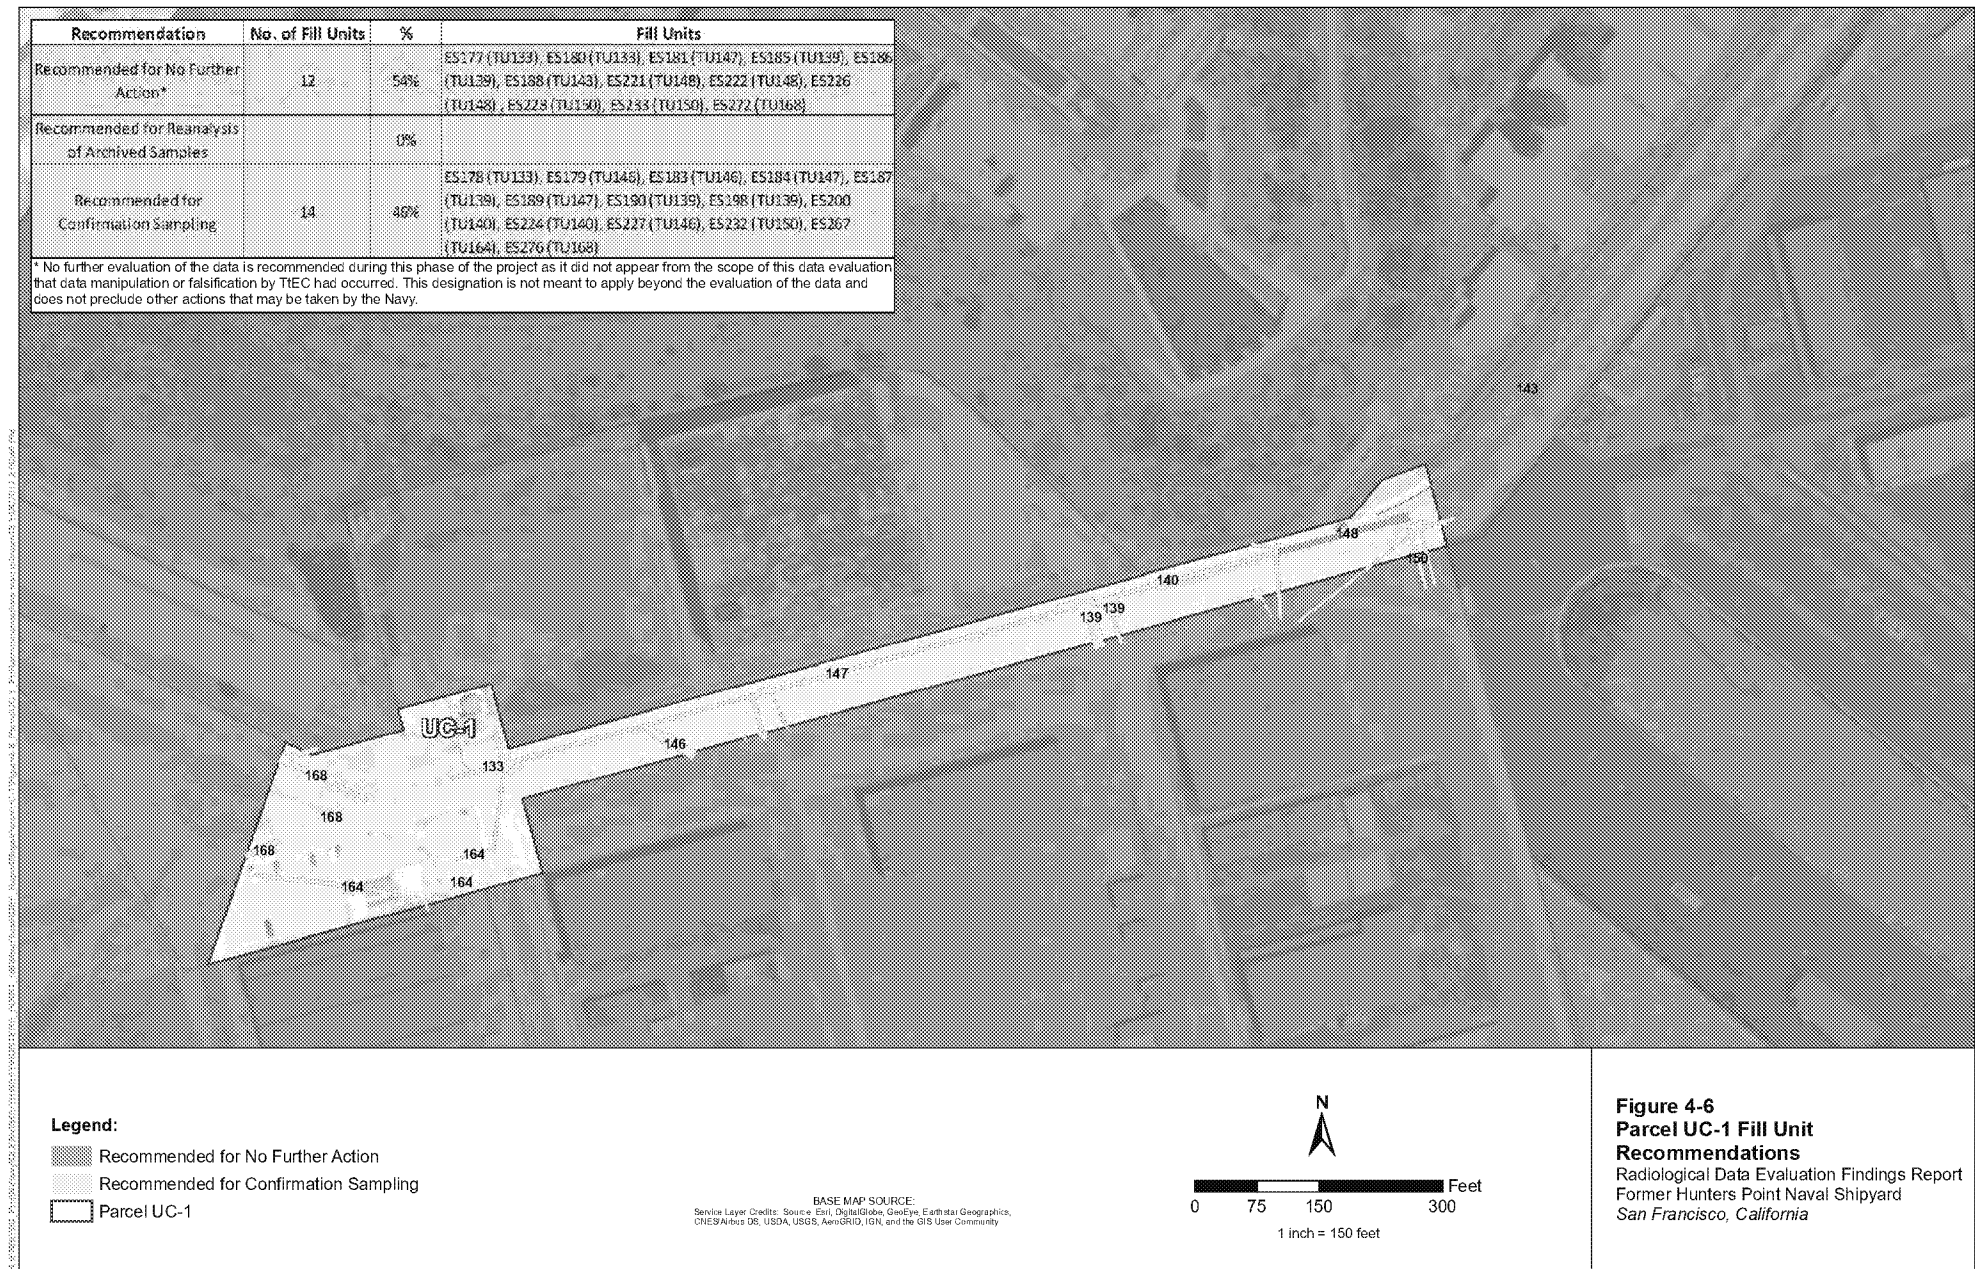 Recommendation No. of Fill Units % Fill Units
Recommended for No Further Action* 12 54% ES177 (TU133), ES180 (TU133), ES181 (TU147), ES185 (TU139), ES186
(TU139), ES188 (TU143), ES221 (TU148), ES222 (TU148), ES226
(TU148) , ES223 (TU150), ES233 (TU150), ES272 (TU168)
Recommended for Reanalysis
of Archived Samples 0%
Recommended for
Confirmation Sampling 14 46% ES178 (TU133), ES179 (TU146), ES183 (TU146), ES184 (TU147), ES187
(TU139), ES189 (TU147), ES190 (TU139), ES198 (TU139), ES200
(TU140), ES224 (TU140), ES227 (TU146), ES232 (TU150), ES267
(TU164), ES276 (TU168)
* No further evaluation of the data is recommended during this phase of the project as it did not appear from the scope of this data evaluation
that data manipulation or falsification by TtEC had occurred. This designation is not meant to apply beyond the evaluation of the data and
does not preclude other actions that may be taken by the Navy.
143
148
150
140
139
139
147
UC-1
146
133
168
168
168
164
164
164
Legend:
Recommended for No Further Action
Recommended for Confirmation Sampling
Parcel UC-1
BASE MAP SOURCE:
Service Layer Credits: Source: Esri, DigitalGlobe, GeoEye, Earthstar Geographics,
CNES/Airbus DS, USDA, USGS, AeroGRID, IGN, and the GIS User Community
N
Feet
0 75 150 300
1 inch = 150 feet
Figure 4-6
Parcel UC-1 Fill Unit
Recommendations
Radiological Data Evaluation Findings Report
Former Hunters Point Naval Shipyard
San Francisco, California